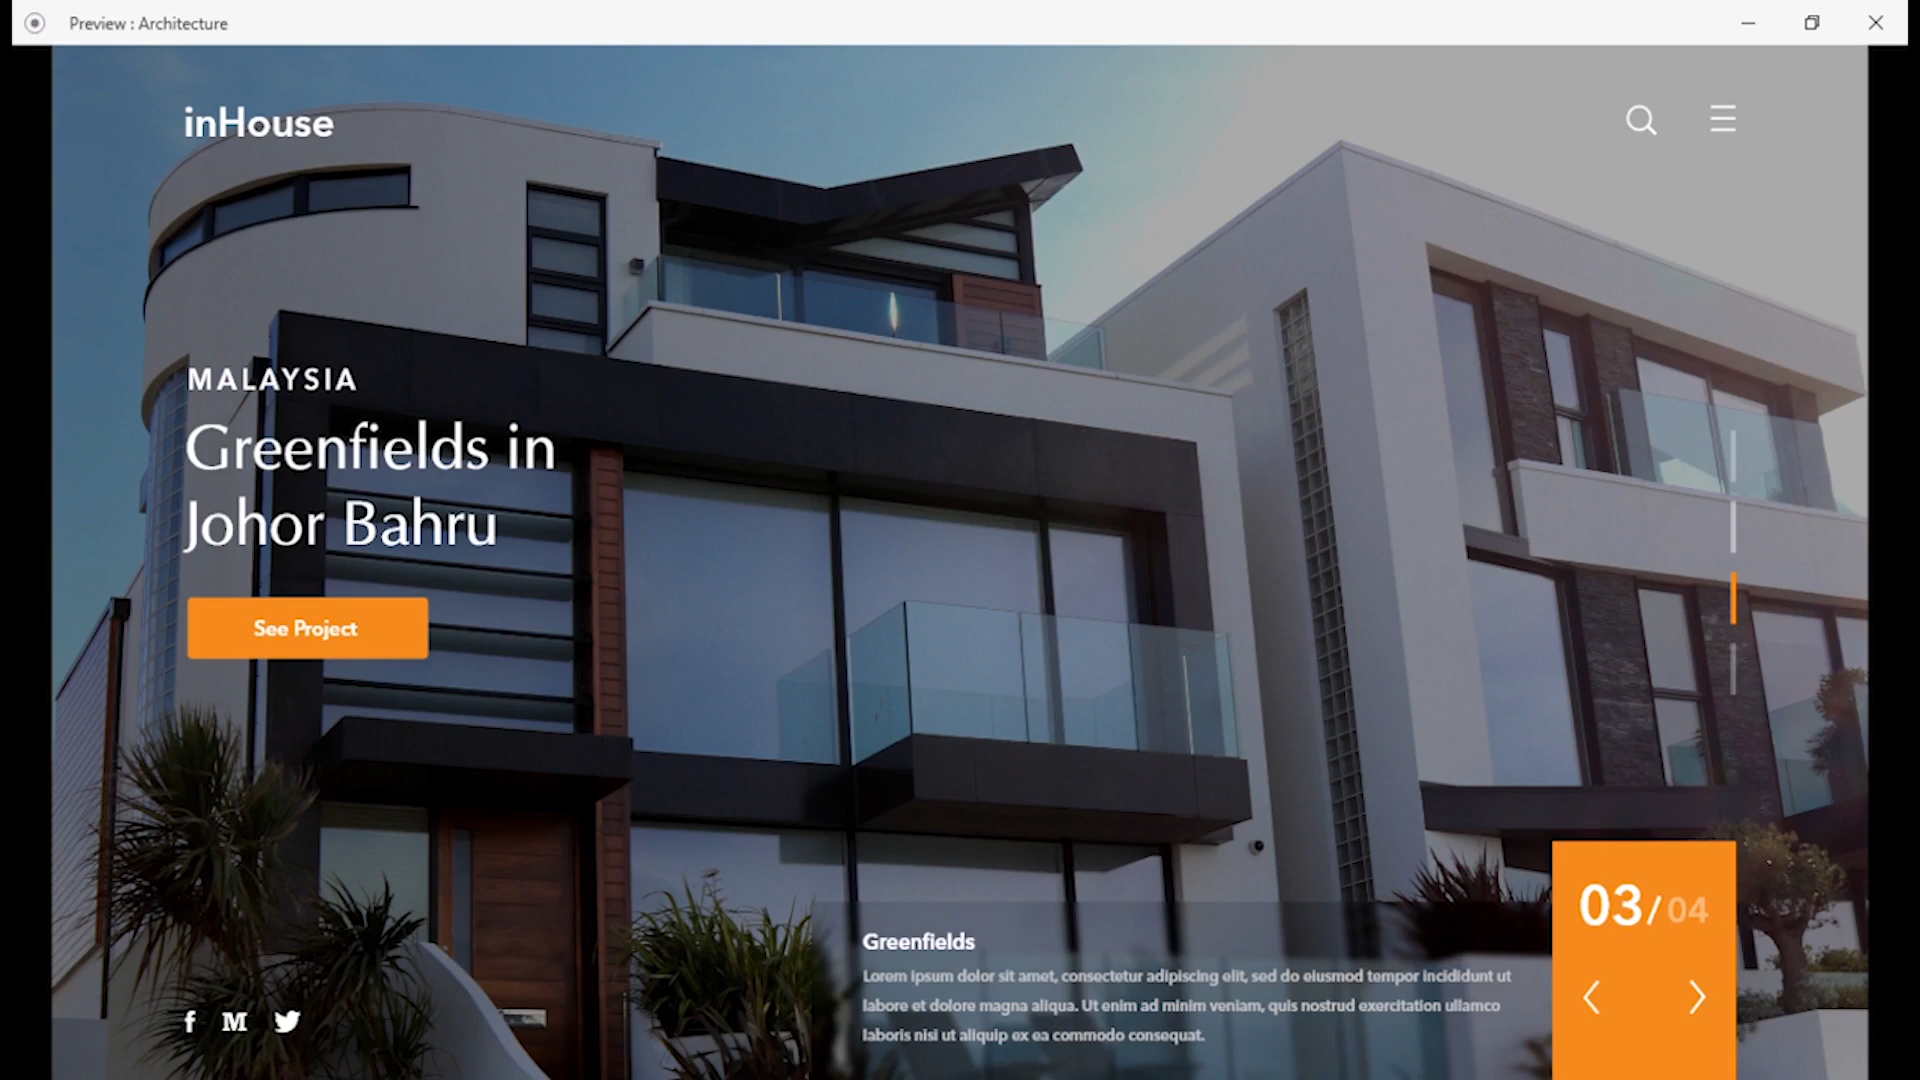 Preview : Architecture
inHouse
MALAYSIA
Greenfields in
Johor Bahru
See Project
Greenfields
Lorem ipsum dolor sit amet, consectetur adipiscing elit, sed do eiusmod tempor incididunt ut
labore et dolore magna aliqua. Ut enim ad minim veniam, quis nostrud exercitation ullamco
laboris nisi ut aliquip ex ea commodo consequat.
03/04
f M